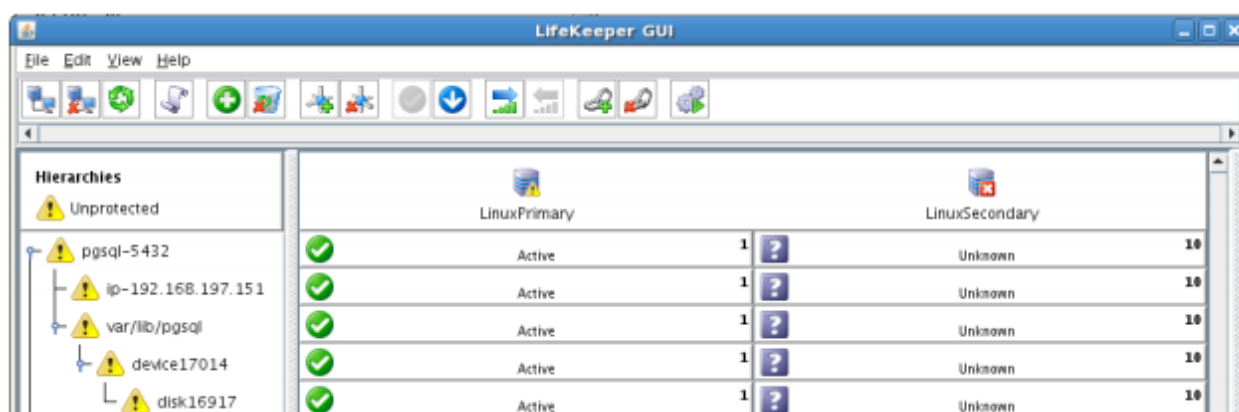 LifeKeeper GUI
File Edit View Help
Hierarchies
Unprotected
LinuxPrimary
LinuxSecondary
pgsql-5432
Active 1
Unknown 10
ip-192.168.197.151
Active 1
Unknown 10
var/lib/pgsql
Active 1
Unknown 10
device17014
Active 1
Unknown 10
disk16917
Active 1
Unknown 10